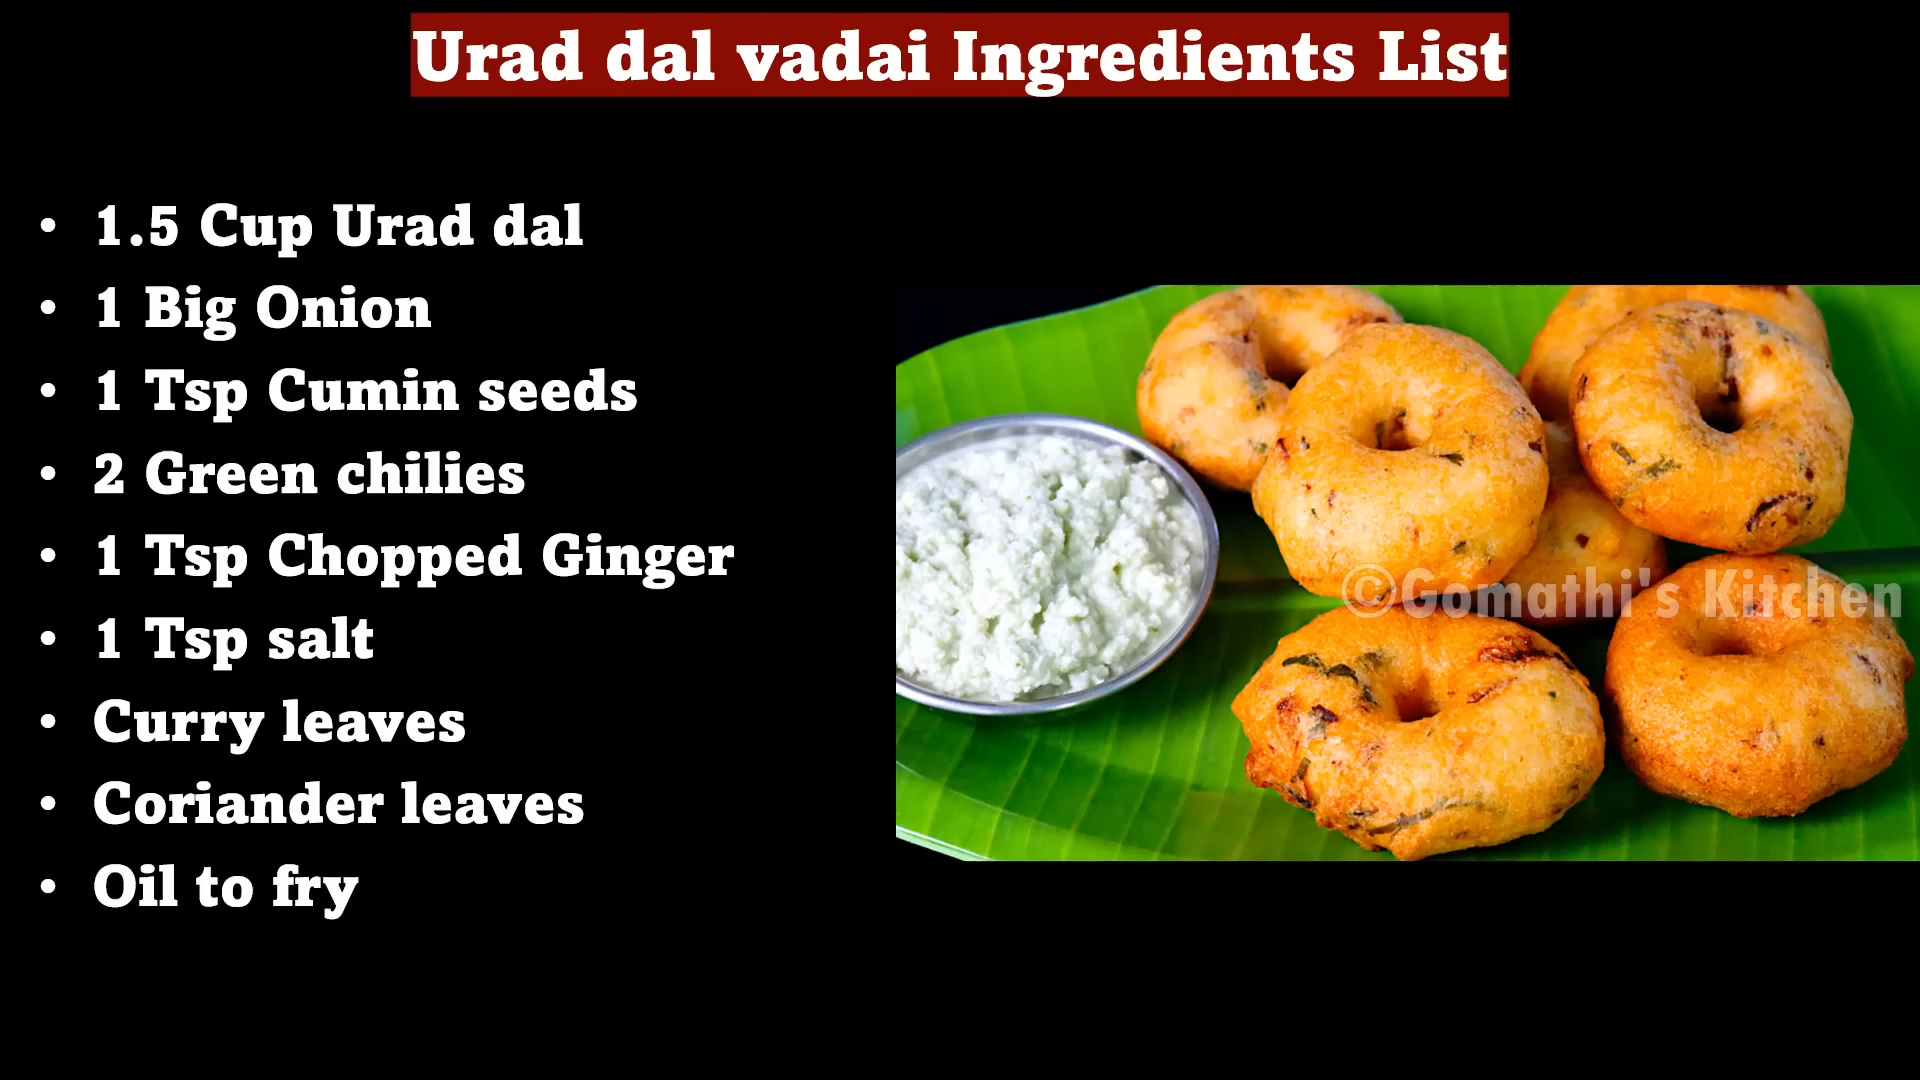 Urad dal vadai Ingredients List
• 1.5 Cup Urad dal
• 1 Big Onion
• 1 Tsp Cumin seeds
• 2 Green chilies
• 1 Tsp Chopped Ginger
• 1 Tsp salt
• Curry leaves
• Coriander leaves
• Oil to fry
©Gomathi's Kitchen